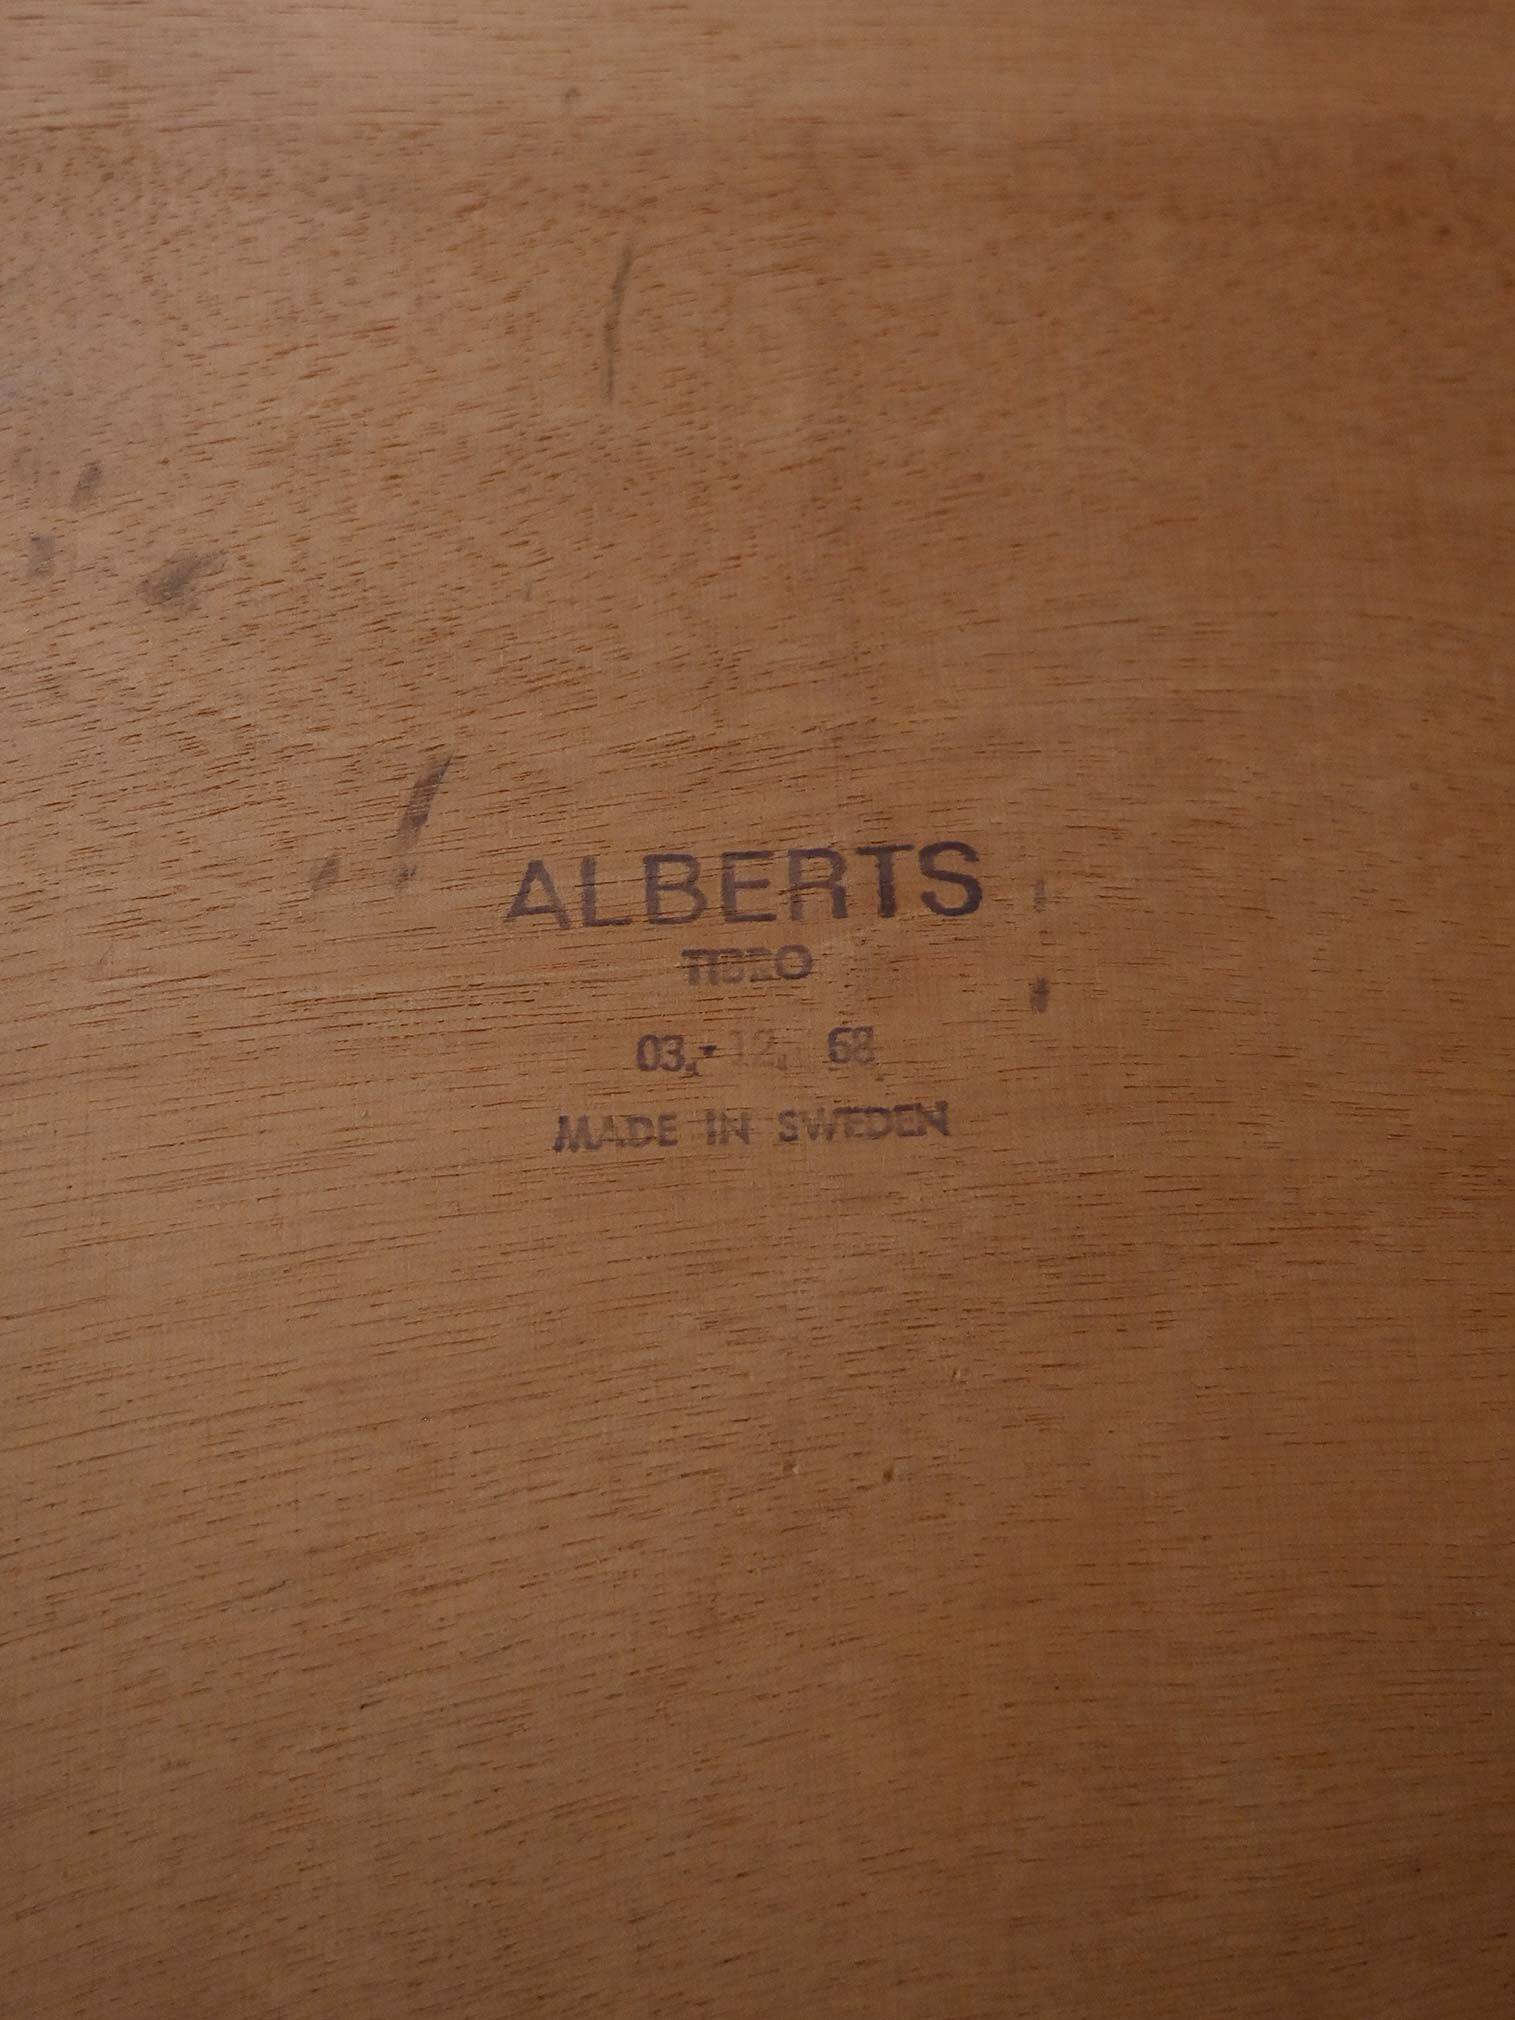 ALBERTS
TIBRO
03.- 12. 68
MADE IN SWEDEN